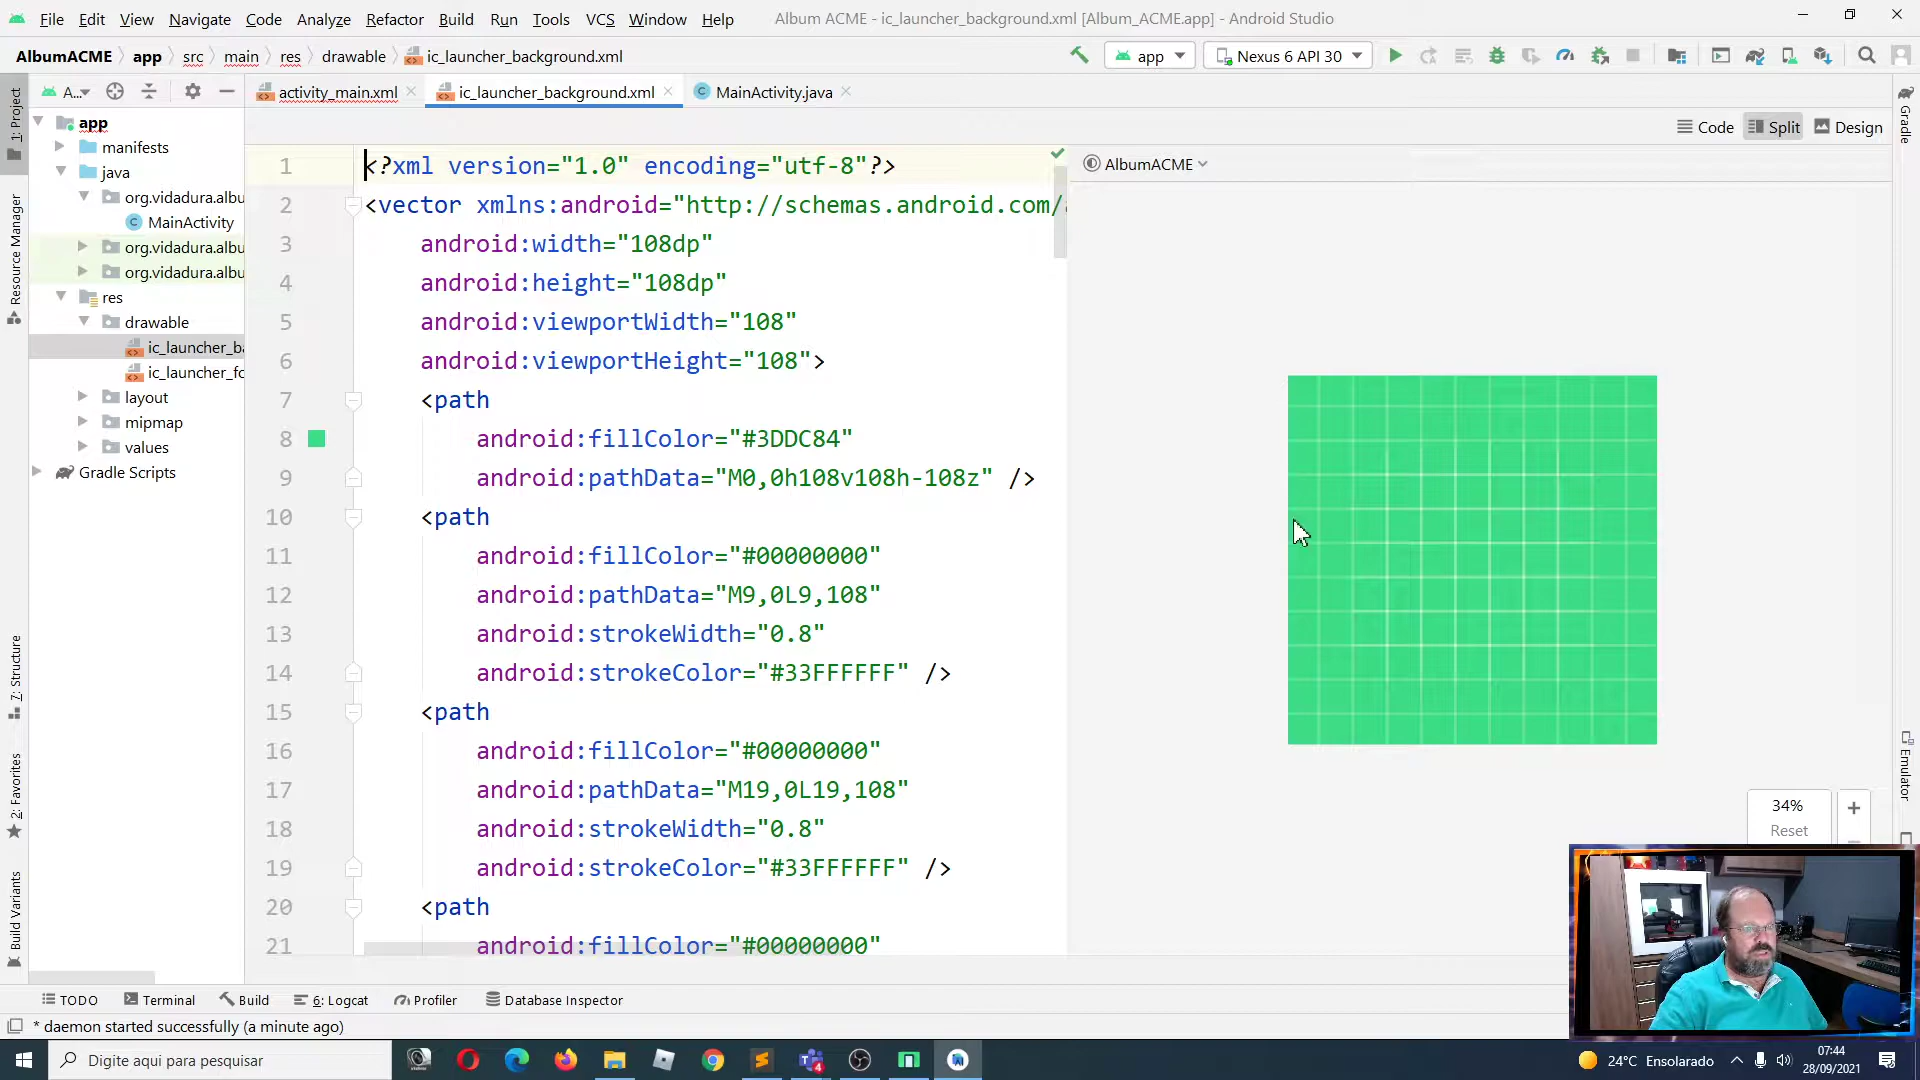 File Edit View Navigate Code Analyze Refactor Build Run Tools VCS Window Help Album ACME - ic_launcher_background.xml [Album_ACME.app] - Android Studio
AlbumACME app src main res drawable ic_launcher_background.xml app Nexus 6 API 30
A... activity_main.xml ic_launcher_background.xml MainActivity.java
Code Split Design
AlbumACME
1: Project
Resource Manager
7: Structure
2: Favorites
Build Variants
app
manifests
java
org.vidadura.albu
MainActivity
org.vidadura.albu
org.vidadura.albu
res
drawable
ic_launcher_ba
ic_launcher_fo
layout
mipmap
values
Gradle Scripts
1 <?xml version="1.0" encoding="utf-8"?>
2 <vector xmlns:android="http://schemas.android.com/
3 android:width="108dp"
4 android:height="108dp"
5 android:viewportWidth="108"
6 android:viewportHeight="108">
7 <path
8 android:fillColor="#3DDC84"
9 android:pathData="M0,0h108v108h-108z" />
10 <path
11 android:fillColor="#00000000"
12 android:pathData="M9,0L9,108"
13 android:strokeWidth="0.8"
14 android:strokeColor="#33FFFFFF" />
15 <path
16 android:fillColor="#00000000"
17 android:pathData="M19,0L19,108"
18 android:strokeWidth="0.8"
19 android:strokeColor="#33FFFFFF" />
20 <path
21 android:fillColor="#00000000"
34%
Reset
Gradle
Emulator
TODO Terminal Build 6: Logcat Profiler Database Inspector
* daemon started successfully (a minute ago)
Digite aqui para pesquisar
4
24°C Ensolarado
07:44
28/09/2021